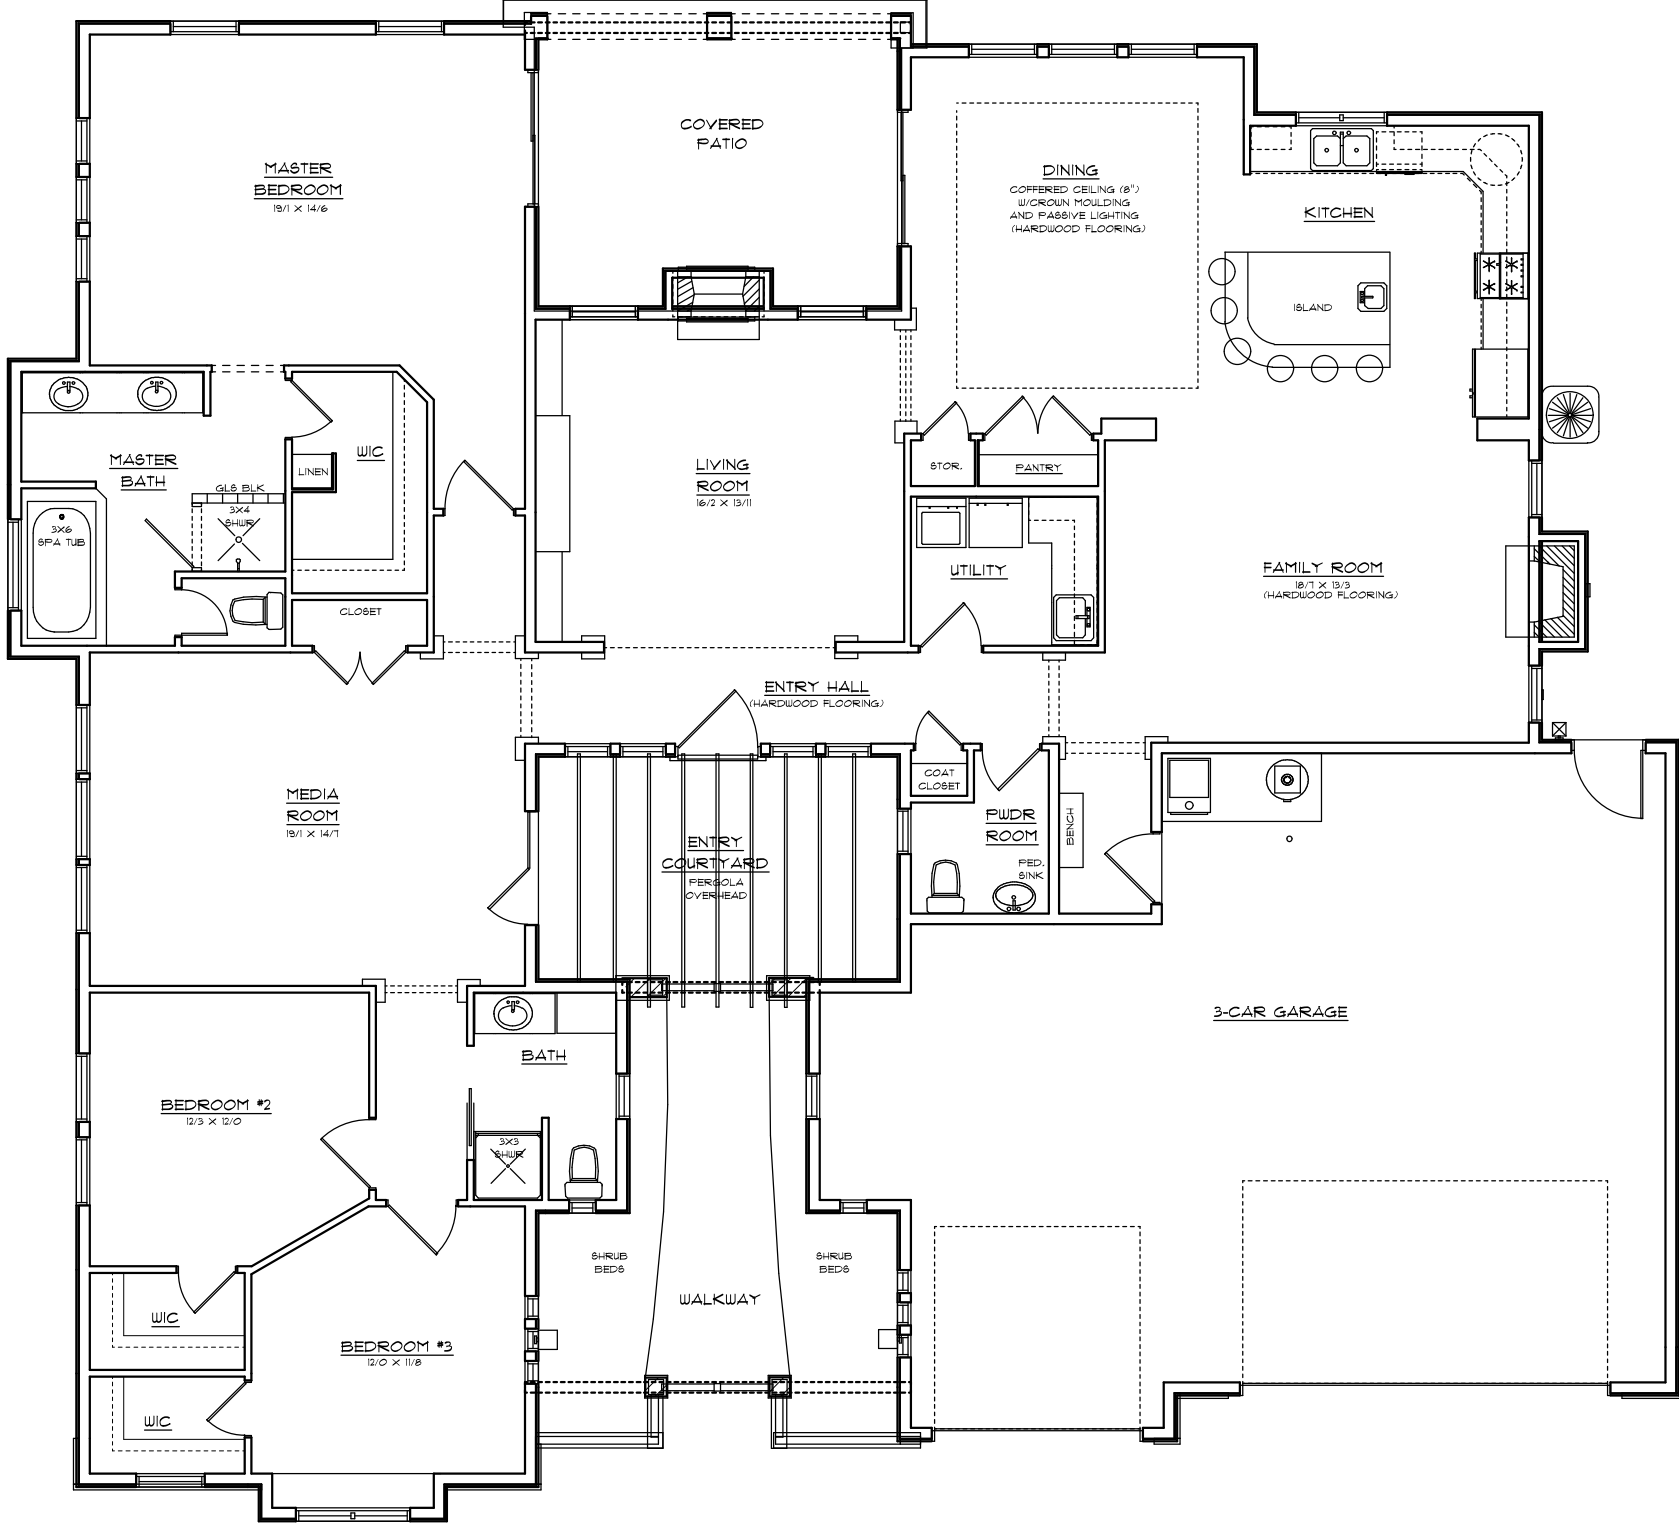 COVERED
PATIO
MASTER
BEDROOM
19/1 X 14/6
DINING
COFFERED CEILING (8")
W/CROWN MOULDING
AND PASSIVE LIGHTING
(HARDWOOD FLOORING)
KITCHEN
ISLAND
MASTER
BATH
WIC
LINEN
GLS BLK
3X4
SHWR
3X6
SPA TUB
CLOSET
LIVING
ROOM
16/2 X 13/11
STOR.
PANTRY
UTILITY
FAMILY ROOM
18/7 X 13/3
(HARDWOOD FLOORING)
ENTRY HALL
(HARDWOOD FLOORING)
MEDIA
ROOM
19/1 X 14/7
ENTRY
COURTYARD
PERGOLA
OVERHEAD
COAT
CLOSET
PWDR
ROOM
PED.
SINK
BENCH
3-CAR GARAGE
BATH
3X3
SHWR
BEDROOM #2
12/3 X 12/0
WIC
BEDROOM #3
12/0 X 11/8
WIC
SHRUB
BEDS
SHRUB
BEDS
WALKWAY